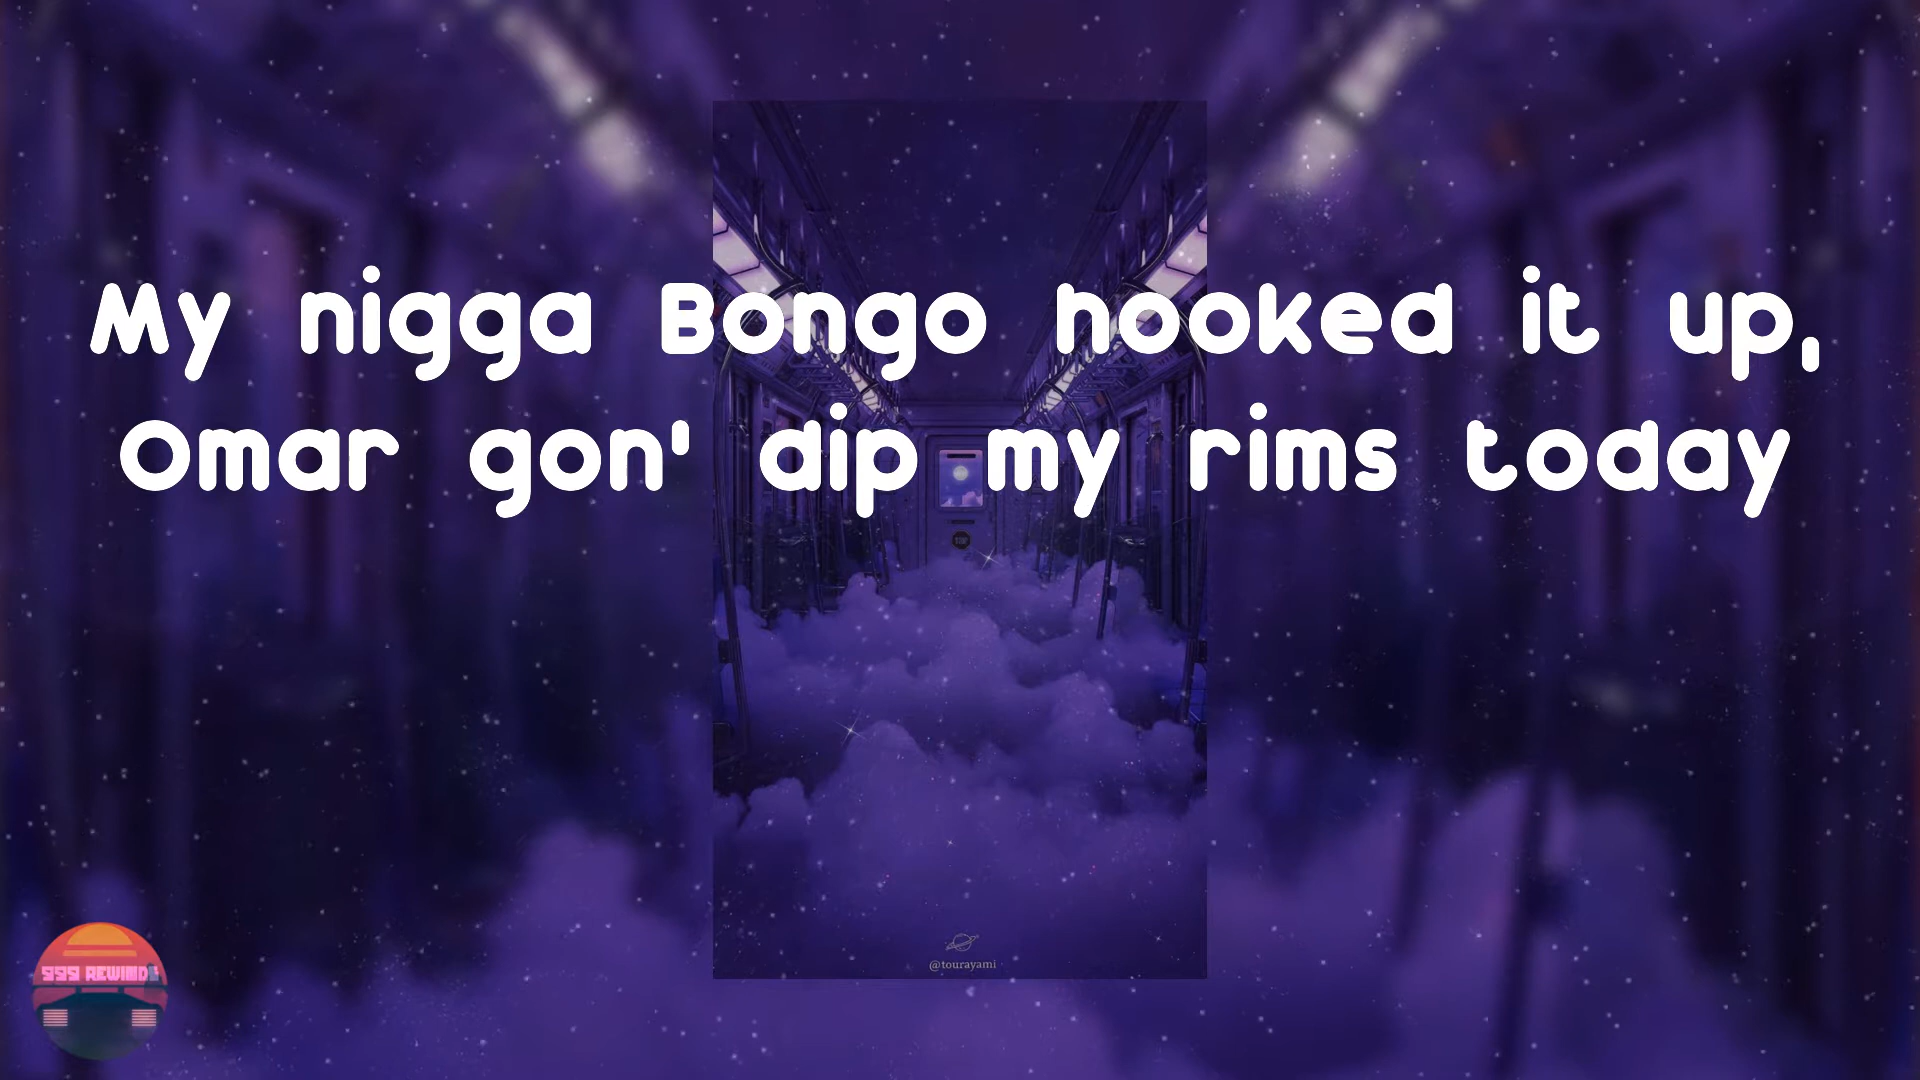 My nigga Bongo hooked it up,
Omar gon' dip my rims today
999 REWIND
@tourayami